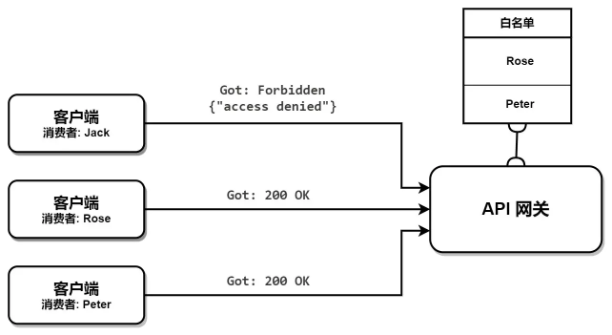 白名单
Rose
Peter
Got: Forbidden
{"access denied"}
客户端
消费者: Jack
Got: 200 OK
客户端
消费者: Rose
API 网关
Got: 200 OK
客户端
消费者: Peter